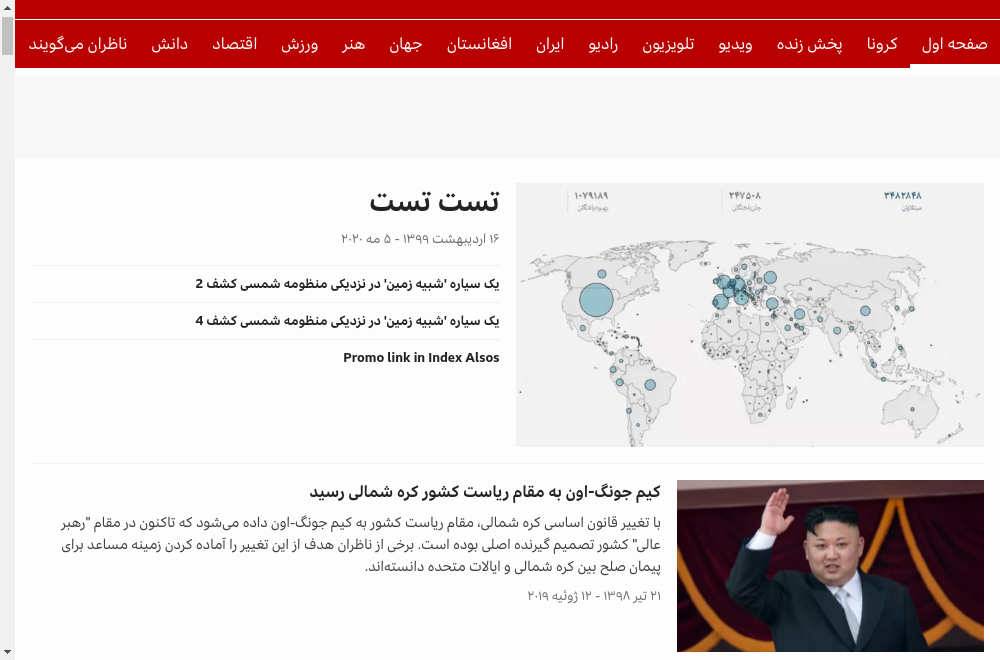 صفحه اول کرونا پخش زنده ویدیو تلویزیون رادیو ایران افغانستان جهان هنر ورزش اقتصاد دانش ناظران می‌گویند
۳۴۸۲۸۴۸ ۲۴۷۵۰۸ ۱۰۷۹۱۸۹
مبتلایان جان‌باختگان بهبودیافتگان
تست تست
۱۶ اردیبهشت ۱۳۹۹ - ۵ مه ۲۰۲۰
یک سیاره 'شبیه زمین' در نزدیکی منظومه شمسی کشف 2
یک سیاره 'شبیه زمین' در نزدیکی منظومه شمسی کشف 4
Promo link in Index Alsos
کیم جونگ-اون به مقام ریاست کشور کره شمالی رسید
با تغییر قانون اساسی کره شمالی، مقام ریاست کشور به کیم جونگ-اون داده می‌شود که تاکنون در مقام "رهبر
عالی" کشور تصمیم گیرنده اصلی بوده است. برخی از ناظران هدف از این تغییر را آماده کردن زمینه مساعد برای
پیمان صلح بین کره شمالی و ایالات متحده دانسته‌اند.
۲۱ تیر ۱۳۹۸ - ۱۲ ژوئیه ۲۰۱۹